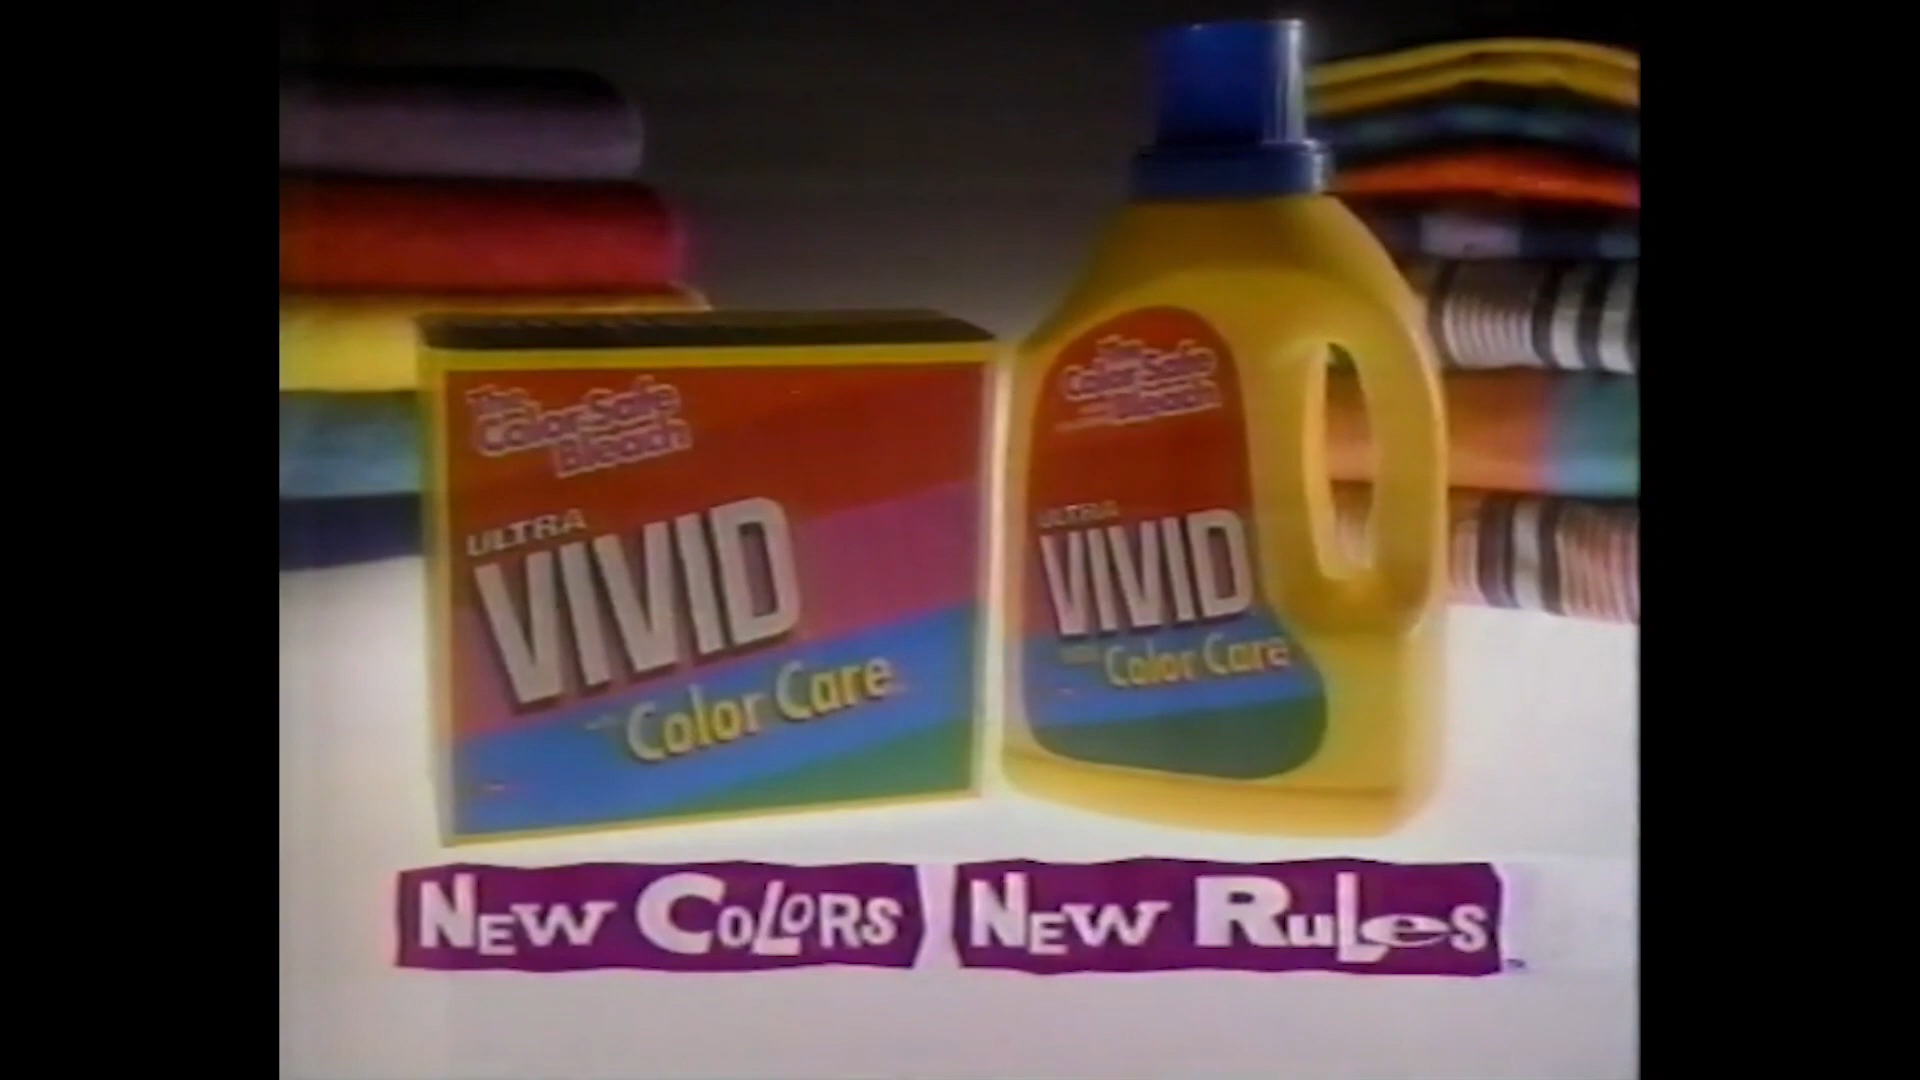 The
Color-Safe
Bleach
ULTRA
VIVID
Color Care
The
Color-Safe
Bleach
ULTRA
VIVID
Color Care
NEW COLORS NEW RULES